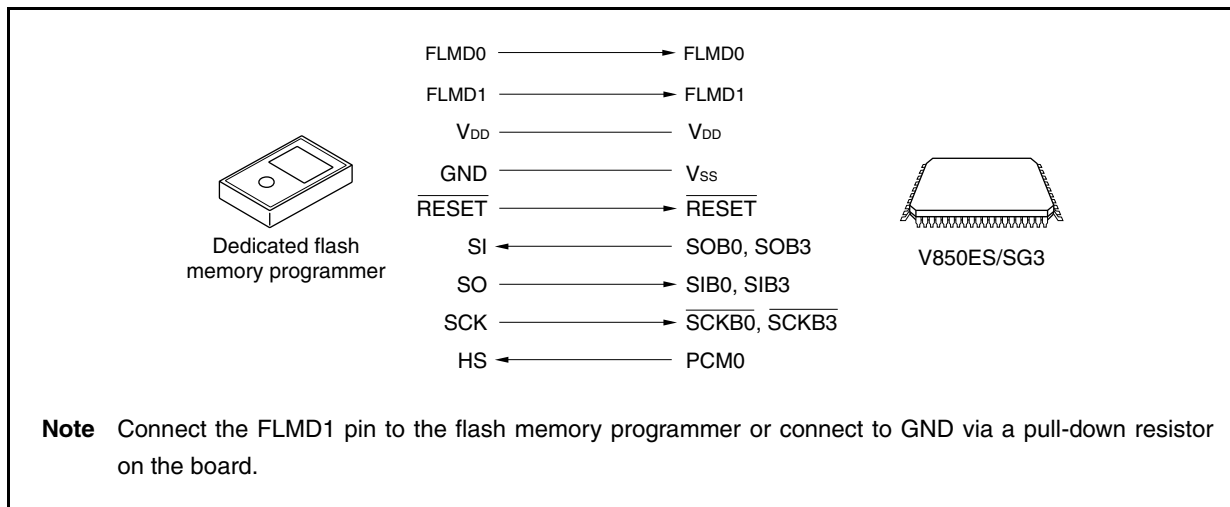 FLMD0 FLMD0
FLMD1 FLMD1
VDD VDD
GND VSS
RESET RESET
Dedicated flash
memory programmer
SI SOB0, SOB3
V850ES/SG3
SO SIB0, SIB3
SCK SCKB0, SCKB3
HS PCM0
Note Connect the FLMD1 pin to the flash memory programmer or connect to GND via a pull-down resistor
on the board.